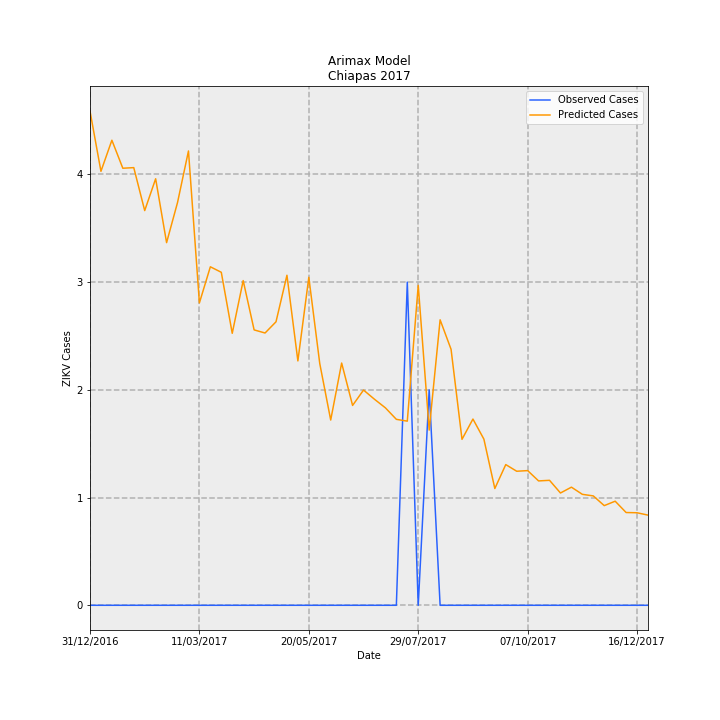 Arimax Model
Chiapas 2017
Observed Cases
Predicted Cases
ZIKV Cases
4
3
2
1
0
31/12/2016
11/03/2017
20/05/2017
29/07/2017
07/10/2017
16/12/2017
Date